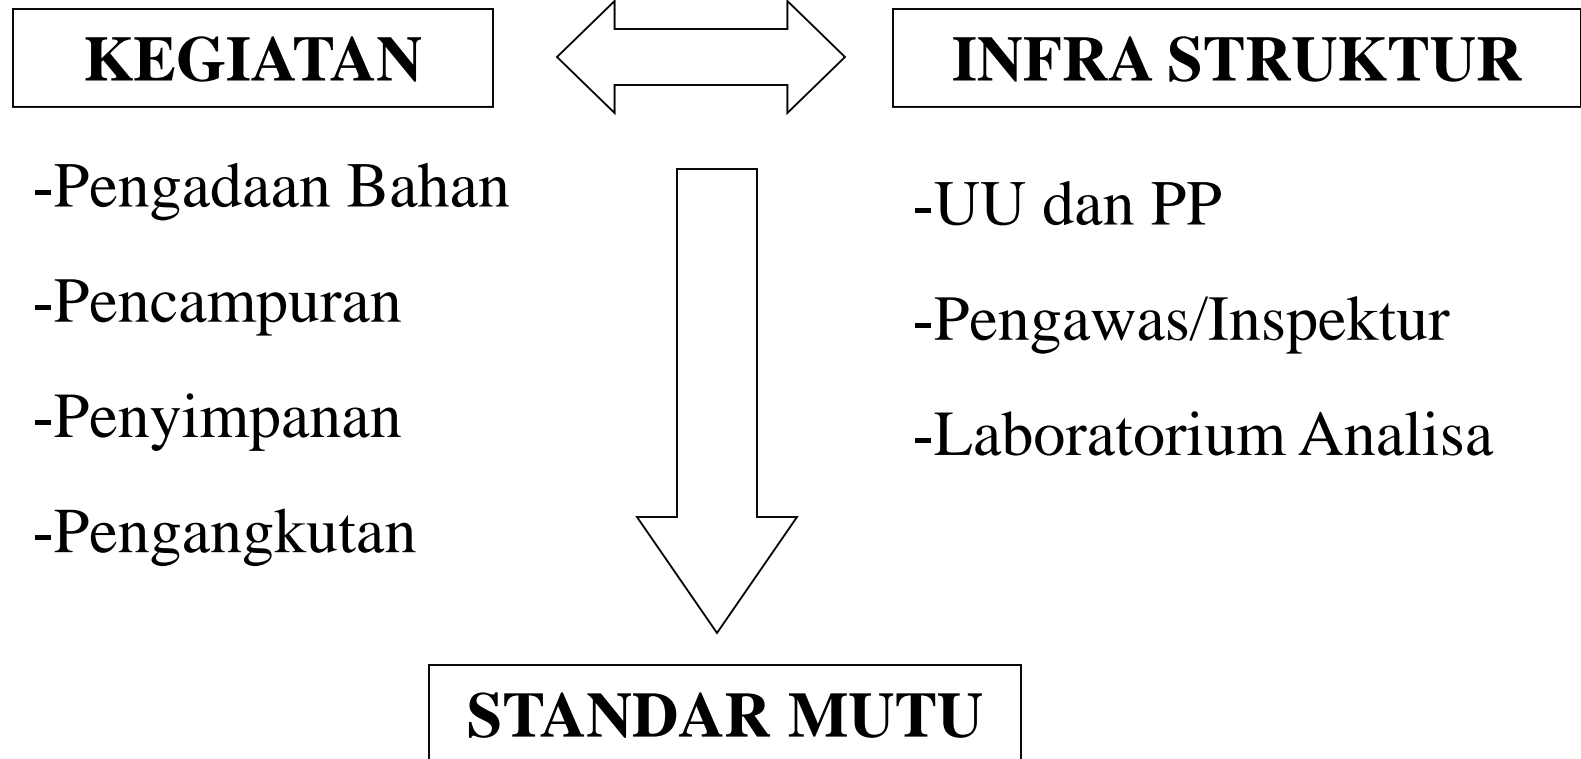 KEGIATAN
INFRA STRUKTUR
-Pengadaan Bahan
-Pencampuran
-Penyimpanan
-Pengangkutan
-UU dan PP
-Pengawas/Inspektur
-Laboratorium Analisa
STANDAR MUTU